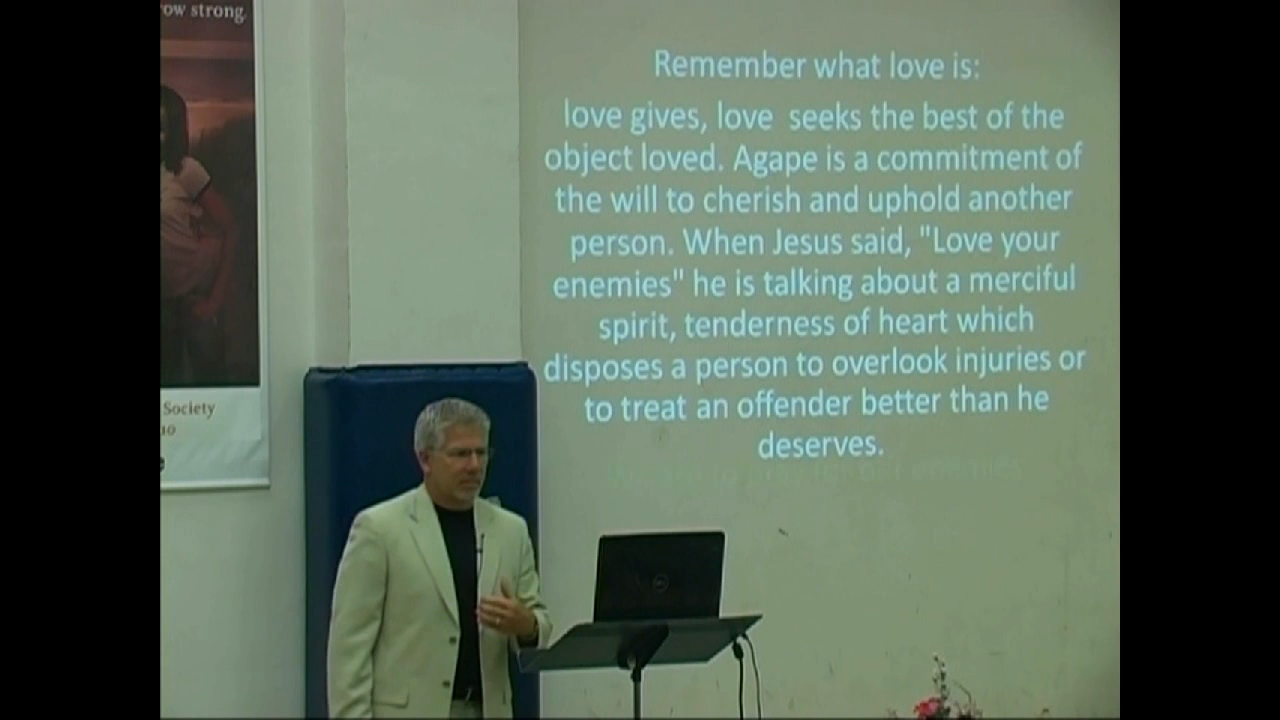 ow strong.
Society
10
Remember what love is:
love gives, love seeks the best of the
object loved. Agape is a commitment of
the will to cherish and uphold another
person. When Jesus said, "Love your
enemies" he is talking about a merciful
spirit, tenderness of heart which
disposes a person to overlook injuries or
to treat an offender better than he
deserves.